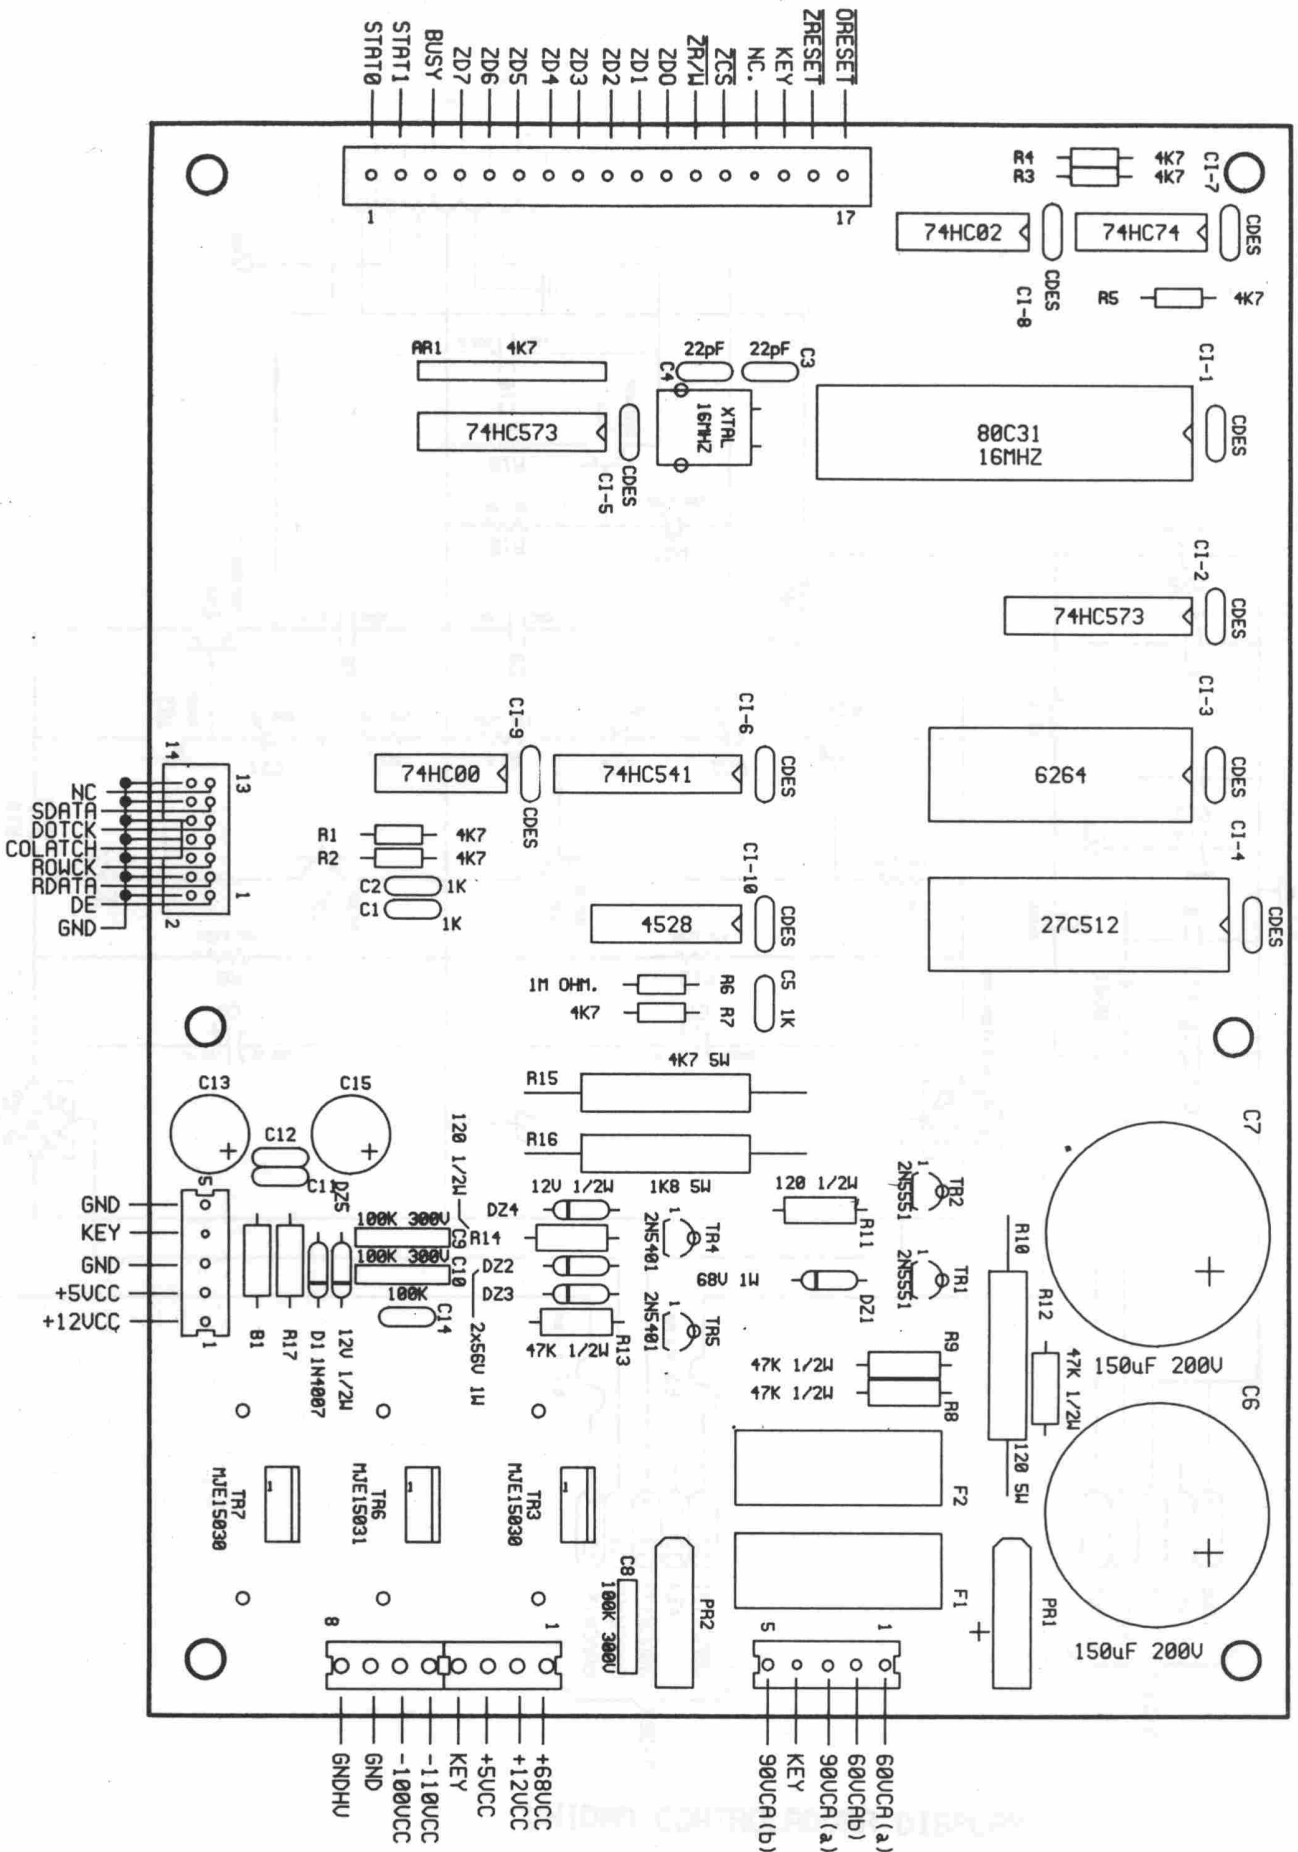 STAT0
STAT1
BUSY
ZD7
ZD6
ZD5
ZD4
ZD3
ZD2
ZD1
ZD0
ZR/W
ZCS
NC.
KEY
ZRESET
ORESET
1
17
R4
4K7
R3
4K7
CI-7
74HC02
CDES
CI-8
74HC74
CDES
R5
4K7
RR1
4K7
22pF
22pF
C3
C4
XTAL
16MHZ
74HC573
CDES
CI-5
CI-1
80C31
16MHZ
CDES
CI-2
74HC573
CDES
CI-3
6264
CDES
CI-9
74HC00
CDES
CI-6
74HC541
CDES
CI-4
27C512
CDES
14
13
1
2
NC
SDATA
DOTCK
COLATCH
ROWCK
RDATA
DE
GND
R1
4K7
R2
4K7
C2
1K
C1
1K
CI-10
4528
CDES
1M OHM.
R6
4K7
R7
C5
1K
4K7 5W
R15
R16
1K8 5W
C13
C15
C12
C11
DZ5
5
1
GND
KEY
GND
+5VCC
+12VCC
B1
R17
D1 1N4007
12V 1/2W
100K 300V
C9
100K 300V
C10
100K
C14
120 1/2W
R14
12V 1/2W
DZ4
DZ2
DZ3
2x56V 1W
47K 1/2W
R13
1
2N5401
TR4
1
2N5401
TR5
120 1/2W
R11
68V 1W
DZ1
1
2N5551
TR2
1
2N5551
TR1
47K 1/2W
R9
47K 1/2W
R8
R10
120 5W
R12
47K 1/2W
C7
150uF 200V
C6
150uF 200V
1
TR7
MJE15030
1
TR6
MJE15031
1
TR3
MJE15030
F2
F1
C8
100K 300V
PR2
PR1
8
1
GNDHV
GND
-100VCC
-110VCC
KEY
+5VCC
+12VCC
+68VCC
5
1
90VCA(b)
KEY
90VCA(a)
60VCA(b)
60VCA(a)